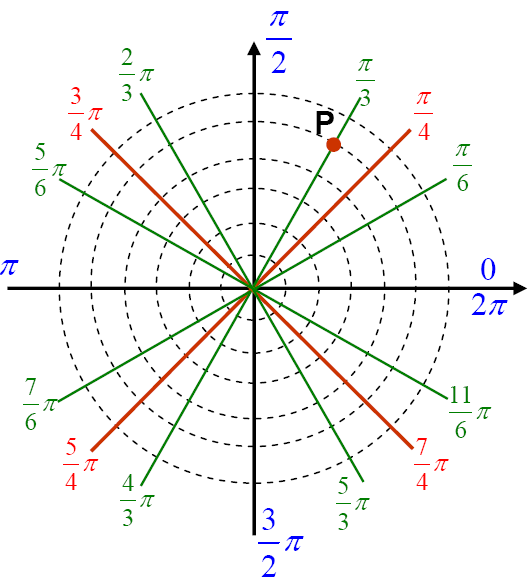 π/2
2/3 π
π/3
P
3/4 π
π/4
5/6 π
π/6
π
0
2π
7/6 π
11/6 π
5/4 π
7/4 π
4/3 π
5/3 π
3/2 π